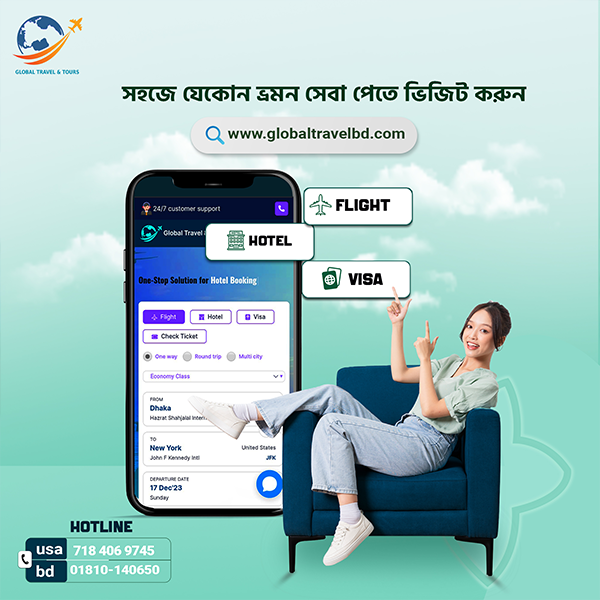 GLOBAL TRAVEL & TOURS
সহজে যেকোন ভ্রমন সেবা পেতে ভিজিট করুন
www.globaltravelbd.com
24/7 customer support
FLIGHT
Global Travel
HOTEL
VISA
One-Stop Solution for Hotel Booking
Flight Hotel Visa
Check Ticket
One way Round trip Multi city
Economy Class
FROM
Dhaka
Hazrat Shahjalal
TO
New York United States
John F Kennedy Intl JFK
DEPARTURE DATE
17 Dec'23
Sunday
HOTLINE
usa 718 406 9745
bd 01810-140650